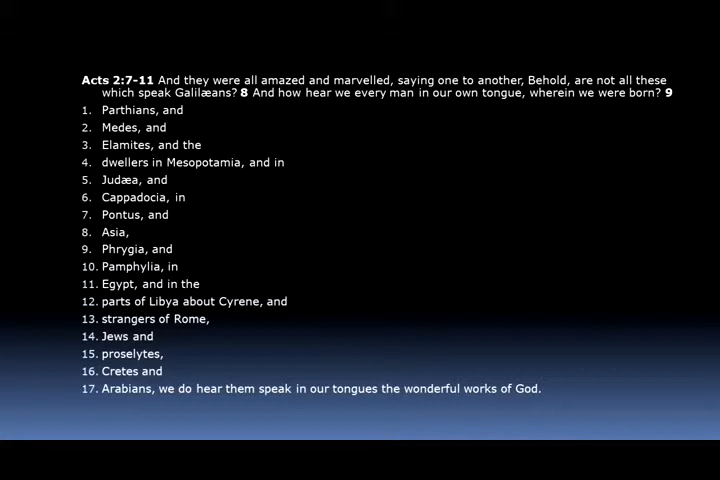 Acts 2:7-11 And they were all amazed and marvelled, saying one to another, Behold, are not all these
which speak Galilæans? 8 And how hear we every man in our own tongue, wherein we were born? 9
1. Parthians, and
2. Medes, and
3. Elamites, and the
4. dwellers in Mesopotamia, and in
5. Judæa, and
6. Cappadocia, in
7. Pontus, and
8. Asia,
9. Phrygia, and
10. Pamphylia, in
11. Egypt, and in the
12. parts of Libya about Cyrene, and
13. strangers of Rome,
14. Jews and
15. proselytes,
16. Cretes and
17. Arabians, we do hear them speak in our tongues the wonderful works of God.